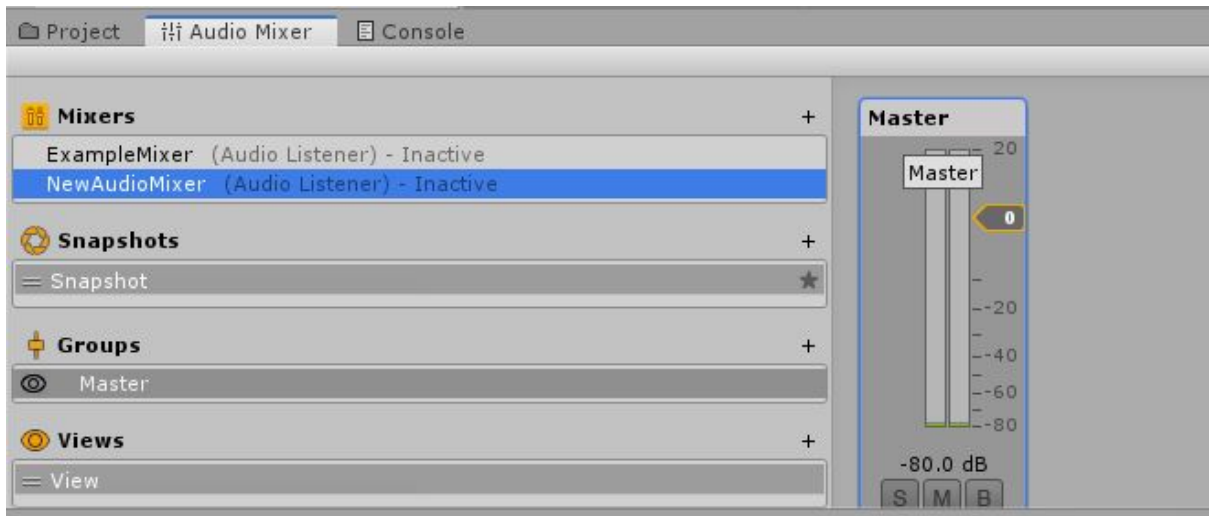 Project Audio Mixer Console
Mixers +
ExampleMixer (Audio Listener) - Inactive
NewAudioMixer (Audio Listener) - Inactive
Snapshots +
Snapshot
Groups +
Master
Views +
View
Master
20
Master
0
-20
-40
-60
-80
-80.0 dB
S M B